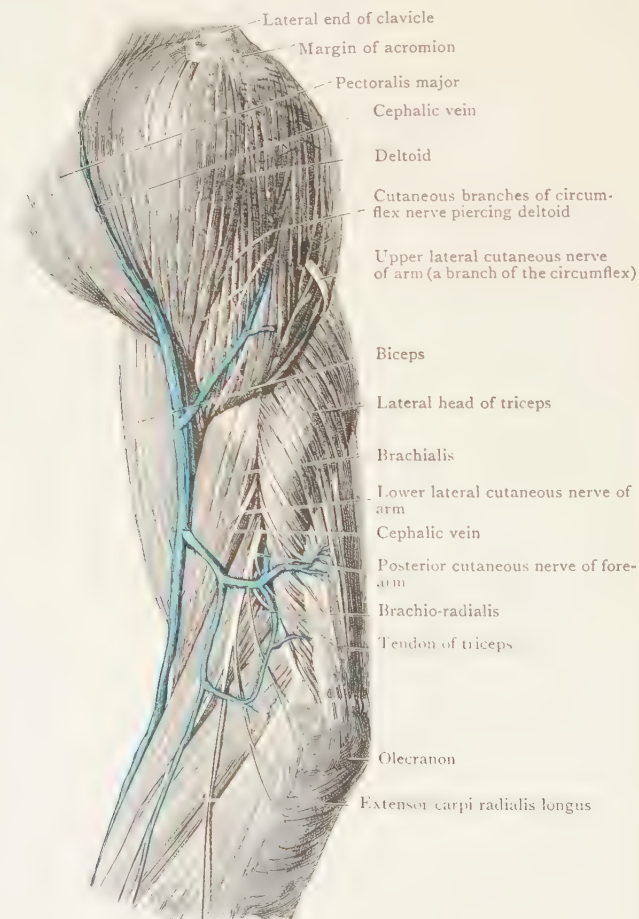 Lateral end of clavicle
Margin of acromion
Pectoralis major
Cephalic vein
Deltoid
Cutaneous branches of circum-
flex nerve piercing deltoid
Upper lateral cutaneous nerve
of arm (a branch of the circumflex)
Biceps
Lateral head of triceps
Brachialis
Lower lateral cutaneous nerve of
arm
Cephalic vein
Posterior cutaneous nerve of fore-
arm
Brachio-radialis
Tendon of triceps
Olecranon
Extensor carpi radialis longus